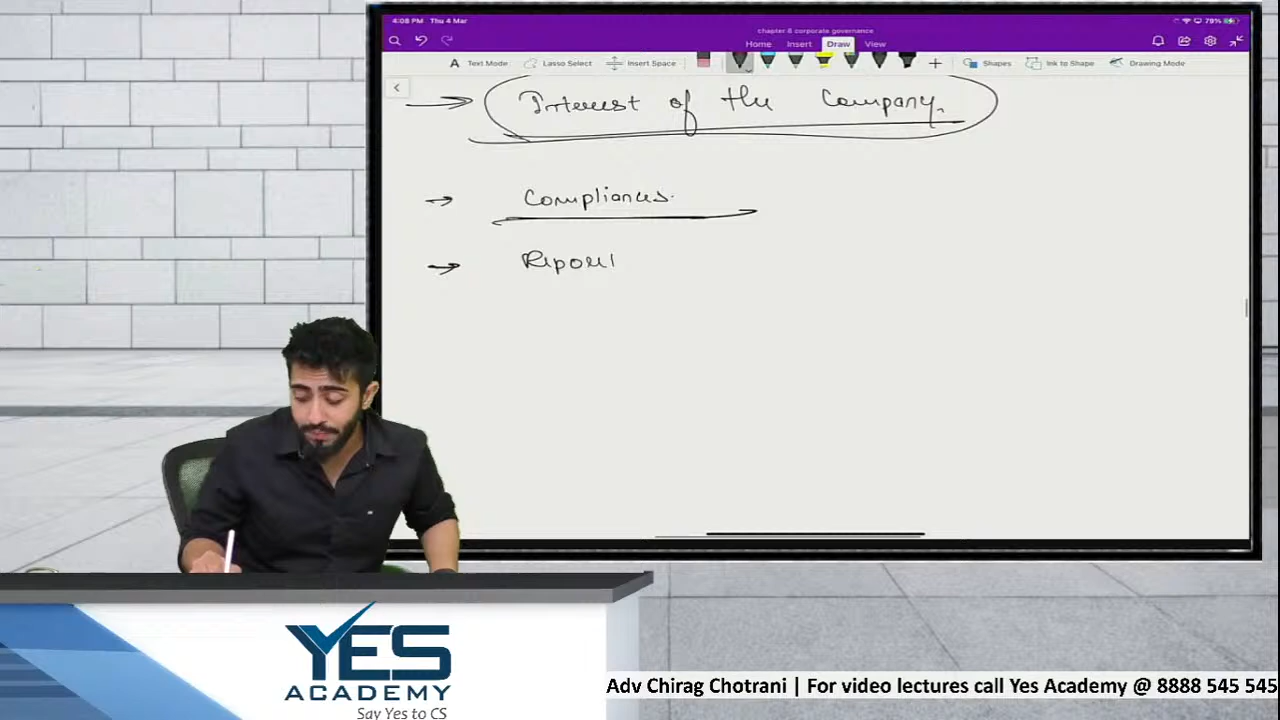 4:08 PM Thu 4 Mar
79%
chapter 6 corporate governance
Home Insert Draw View
Text Mode Lasso Select Insert Space Shapes Ink to Shape Drawing Mode
Interest of the Company.
Compliances.
Report
YES
ACADEMY
Say Yes to CS
Adv Chirag Chotrani | For video lectures call Yes Academy @ 8888 545 545